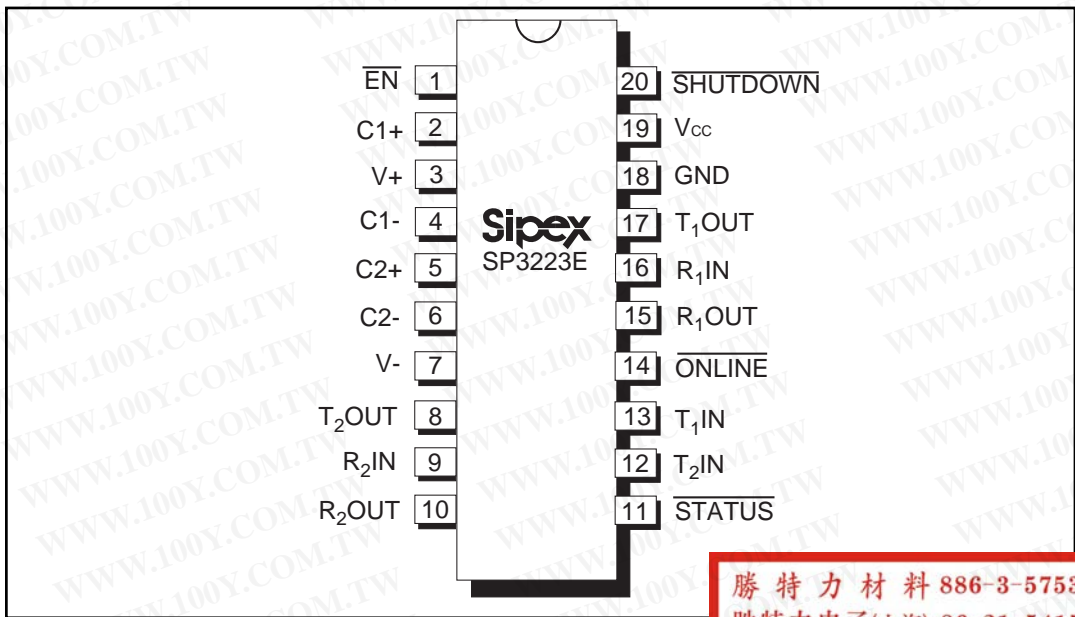 EN 1
C1+ 2
V+ 3
C1- 4
C2+ 5
C2- 6
V- 7
T₂OUT 8
R₂IN 9
R₂OUT 10
Sipex
SP3223E
20 SHUTDOWN
19 Vcc
18 GND
17 T₁OUT
16 R₁IN
15 R₁OUT
14 ONLINE
13 T₁IN
12 T₂IN
11 STATUS
WWW.100Y.COM.TW
勝 特 力 材 料 886-3-5753